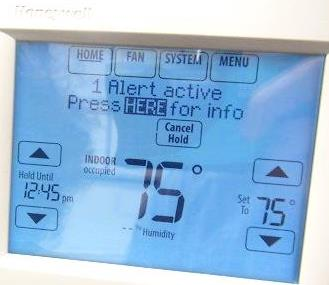 Honeywell
HOME FAN SYSTEM MENU
1 Alert active
Press HERE for info
Cancel
Hold
INDOOR
occupied
75°
Hold Until
12:45 pm
Set
To
75°
--% Humidity